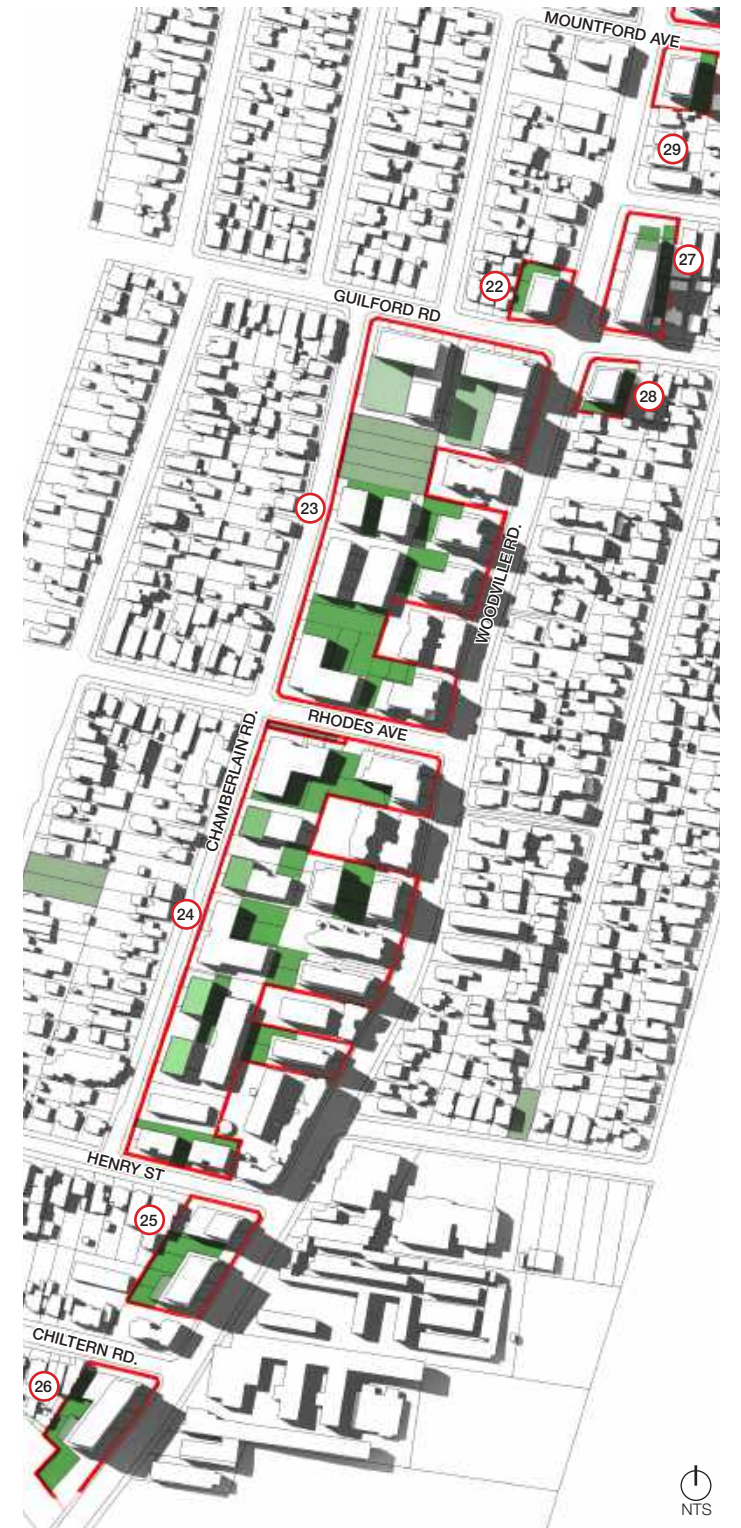 MOUNTFORD AVE
29
27
22
GUILFORD RD
28
23
WOODVILLE RD.
RHODES AVE
CHAMBERLAIN RD.
24
HENRY ST
25
CHILTERN RD.
26
NTS